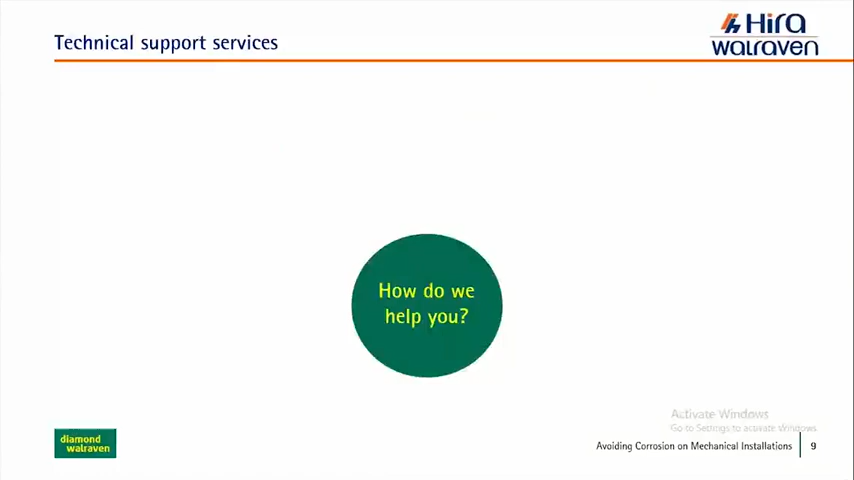 Technical support services
Hira
walraven
How do we
help you?
Activate Windows
Go to Settings to activate Windows
diamond
walraven
Avoiding Corrosion on Mechanical Installations
9